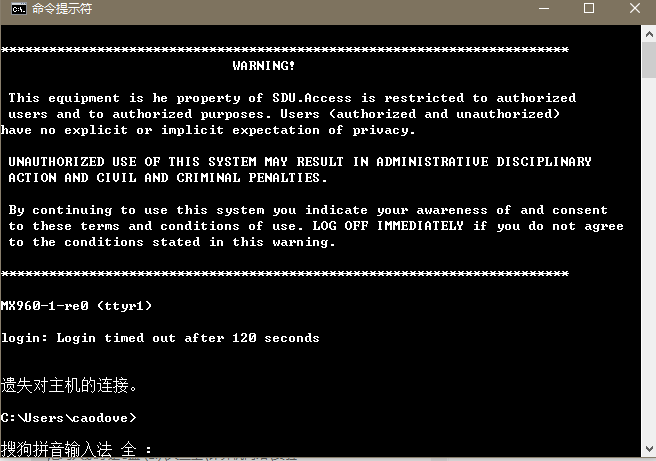 命令提示符
***********************************************************************
WARNING!
This equipment is he property of SDU.Access is restricted to authorized
users and to authorized purposes. Users (authorized and unauthorized)
have no explicit or implicit expectation of privacy.
UNAUTHORIZED USE OF THIS SYSTEM MAY RESULT IN ADMINISTRATIVE DISCIPLINARY
ACTION AND CIVIL AND CRIMINAL PENALTIES.
By continuing to use this system you indicate your awareness of and consent
to these terms and conditions of use. LOG OFF IMMEDIATELY if you do not agree
to the conditions stated in this warning.
***********************************************************************
MX960-1-re0 (ttyr1)
login: Login timed out after 120 seconds
遗失对主机的连接。
C:\Users\caodove>
搜狗拼音输入法 全 :